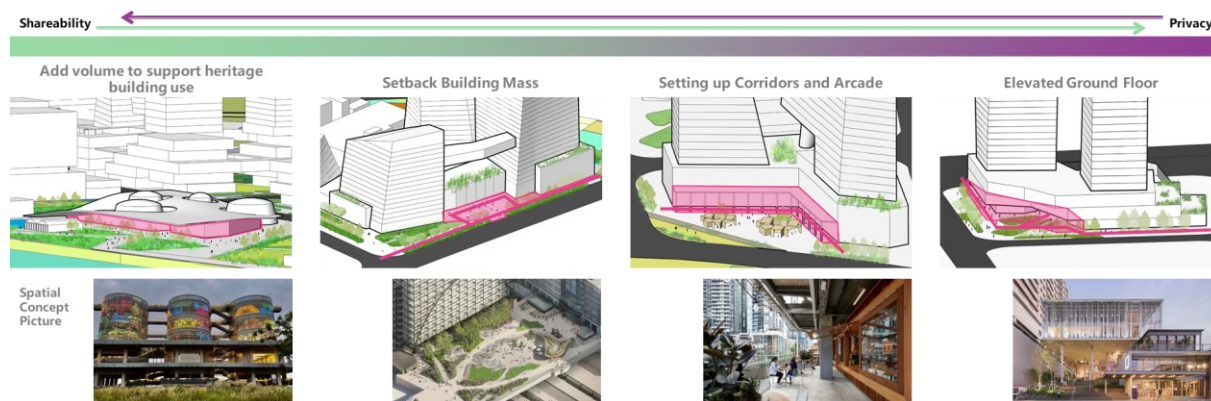 Shareability
Privacy
Add volume to support heritage
building use
Setback Building Mass
Setting up Corridors and Arcade
Elevated Ground Floor
Spatial
Concept
Picture